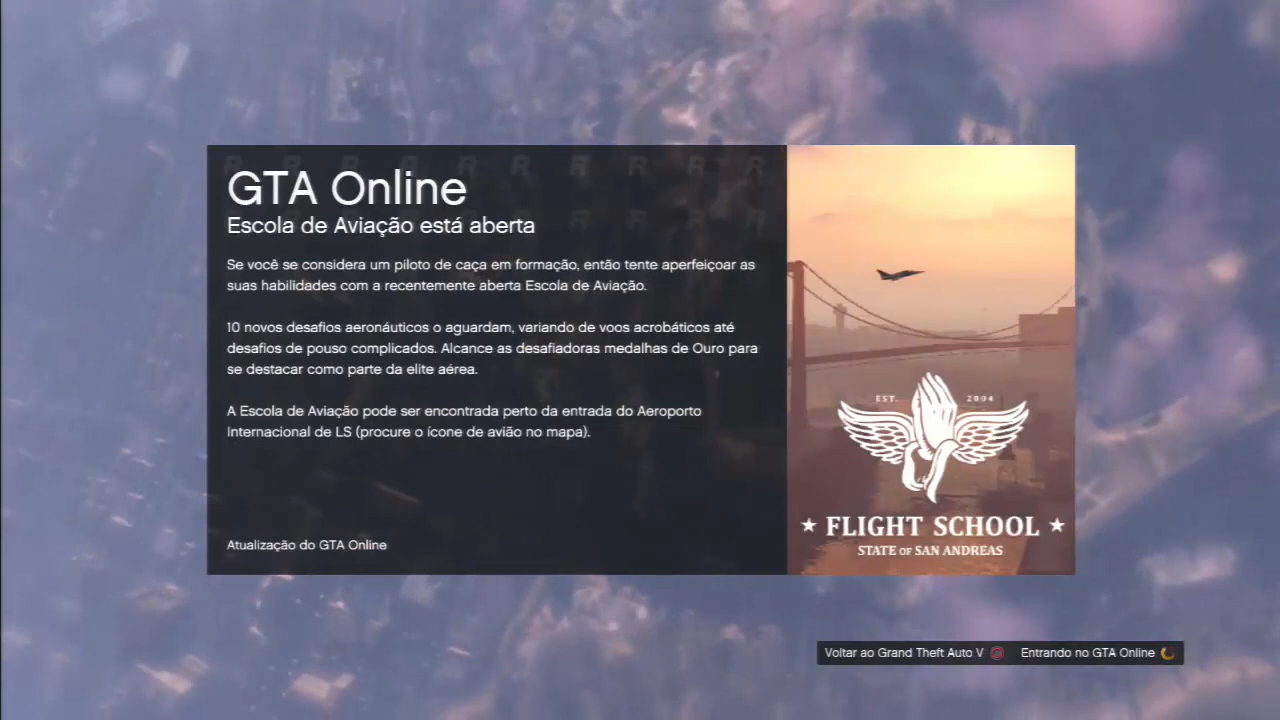 GTA Online
Escola de Aviação está aberta
Se você se considera um piloto de caça em formação, então tente aperfeiçoar as
suas habilidades com a recentemente aberta Escola de Aviação.
10 novos desafios aeronáuticos o aguardam, variando de voos acrobáticos até
desafios de pouso complicados. Alcance as desafiadoras medalhas de Ouro para
se destacar como parte da elite aérea.
A Escola de Aviação pode ser encontrada perto da entrada do Aeroporto
Internacional de LS (procure o ícone de avião no mapa).
Atualização do GTA Online
EST. 2004
★ FLIGHT SCHOOL ★
STATE OF SAN ANDREAS
Voltar ao Grand Theft Auto V Entrando no GTA Online